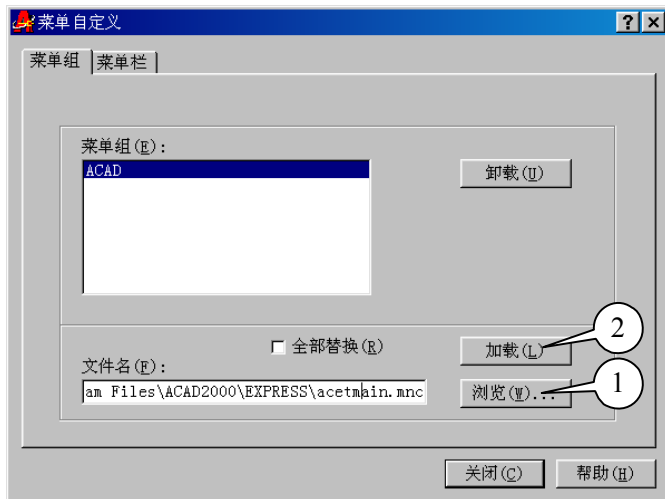 菜单自定义
菜单组 菜单栏
菜单组(E):
ACAD
卸载(U)
全部替换(R)
加载(L)
2
文件名(F):
am Files\ACAD2000\EXPRESS\acetmain.mnc
浏览(W)...
1
关闭(C) 帮助(H)